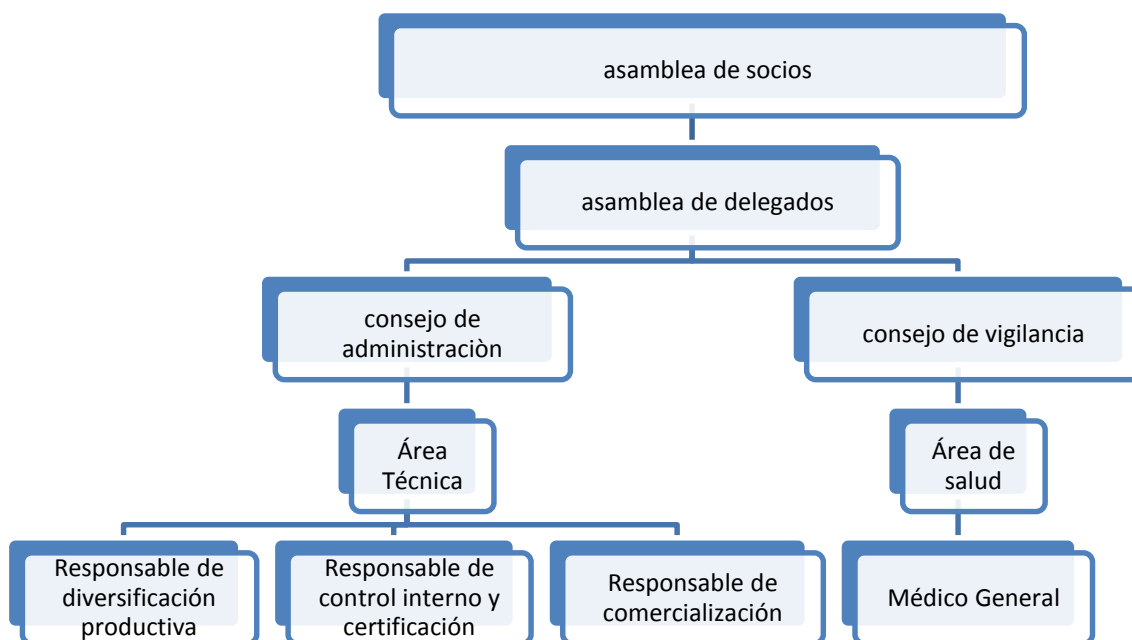 asamblea de socios
asamblea de delegados
consejo de
administraciòn
consejo de vigilancia
Área
Técnica
Área de
salud
Responsable de
diversificación
productiva
Responsable de
control interno y
certificación
Responsable de
comercialización
Médico General